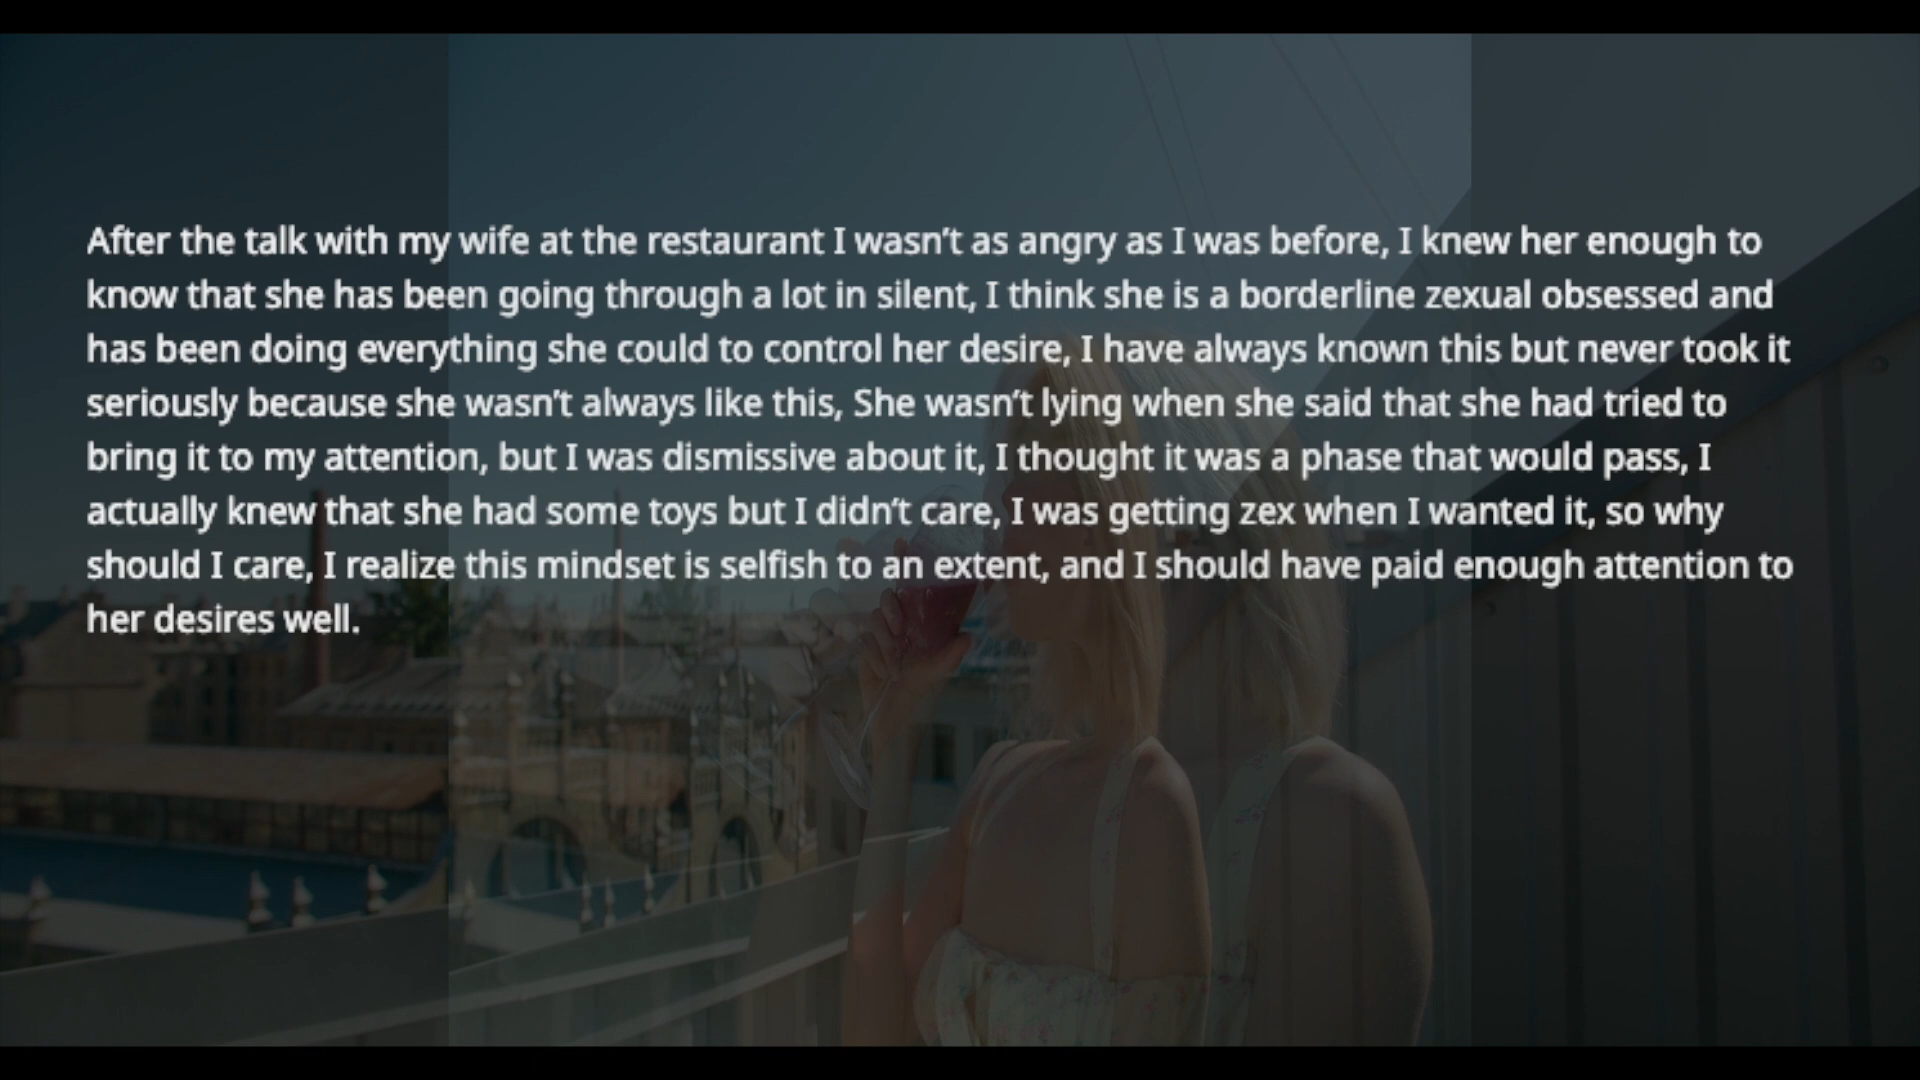 After the talk with my wife at the restaurant I wasn't as angry as I was before, I knew her enough to
know that she has been going through a lot in silent, I think she is a borderline zexual obsessed and
has been doing everything she could to control her desire, I have always known this but never took it
seriously because she wasn't always like this, She wasn't lying when she said that she had tried to
bring it to my attention, but I was dismissive about it, I thought it was a phase that would pass, I
actually knew that she had some toys but I didn't care, I was getting zex when I wanted it, so why
should I care, I realize this mindset is selfish to an extent, and I should have paid enough attention to
her desires well.